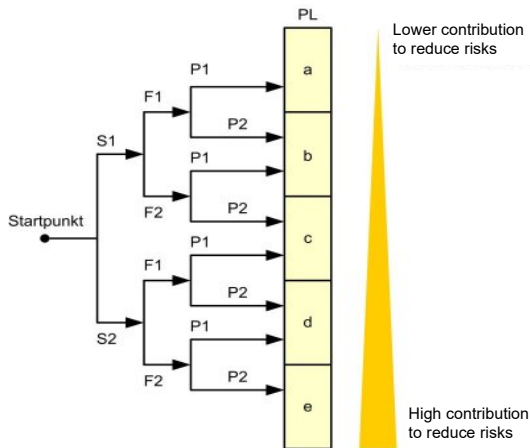 PL
Lower contribution
to reduce risks
P1
a
F1
P2
S1
b
P1
F2
P2
Startpunkt
c
P1
F1
P2
S2
d
P1
F2
P2
e
High contribution
to reduce risks